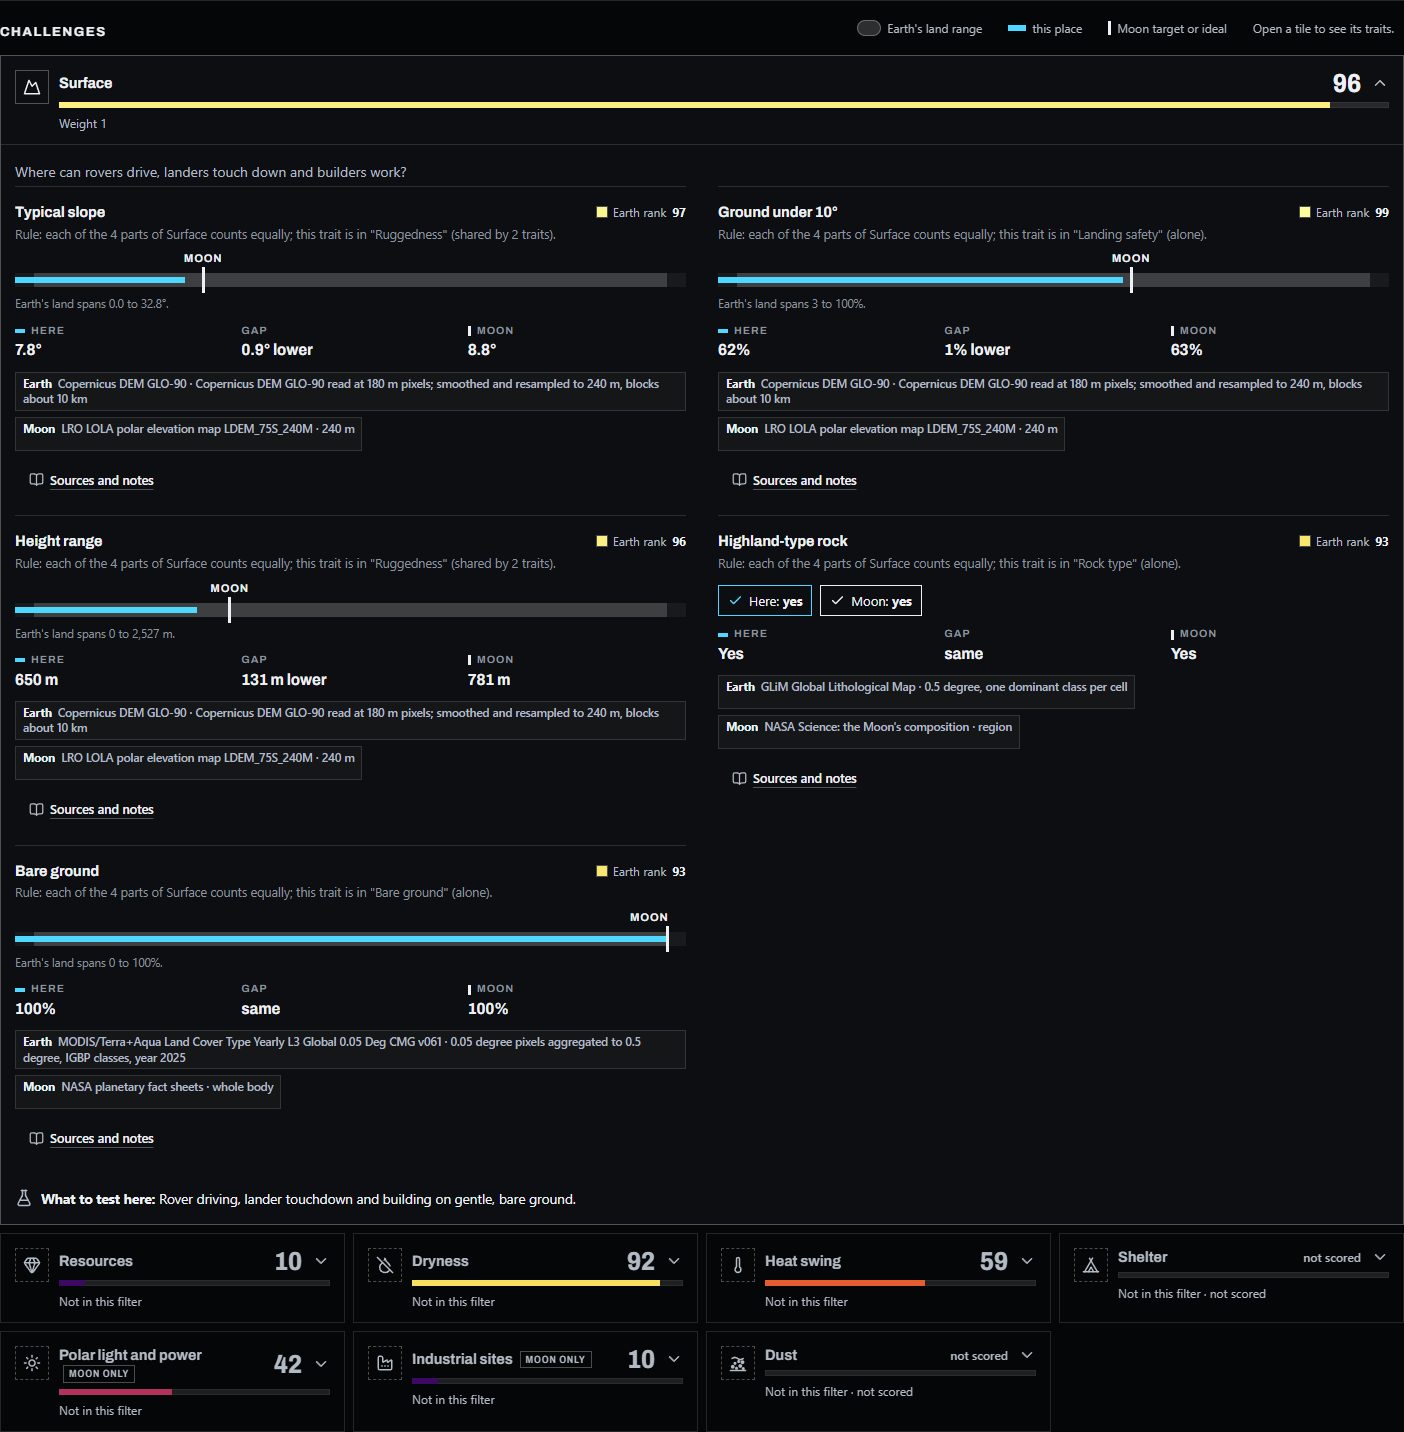 CHALLENGES
Earth's land range
this place
Moon target or ideal
Open a tile to see its traits.
Surface
96
Weight 1
Where can rovers drive, landers touch down and builders work?
Typical slope
Earth rank 97
Rule: each of the 4 parts of Surface counts equally; this trait is in "Ruggedness" (shared by 2 traits).
MOON
Earth's land spans 0.0 to 32.8°.
HERE
GAP
MOON
7.8°
0.9° lower
8.8°
Earth Copernicus DEM GLO-90 · Copernicus DEM GLO-90 read at 180 m pixels; smoothed and resampled to 240 m, blocks
about 10 km
Moon LRO LOLA polar elevation map LDEM_75S_240M · 240 m
Sources and notes
Ground under 10°
Earth rank 99
Rule: each of the 4 parts of Surface counts equally; this trait is in "Landing safety" (alone).
MOON
Earth's land spans 3 to 100%.
HERE
GAP
MOON
62%
1% lower
63%
Earth Copernicus DEM GLO-90 · Copernicus DEM GLO-90 read at 180 m pixels; smoothed and resampled to 240 m, blocks
about 10 km
Moon LRO LOLA polar elevation map LDEM_75S_240M · 240 m
Sources and notes
Height range
Earth rank 96
Rule: each of the 4 parts of Surface counts equally; this trait is in "Ruggedness" (shared by 2 traits).
MOON
Earth's land spans 0 to 2,527 m.
HERE
GAP
MOON
650 m
131 m lower
781 m
Earth Copernicus DEM GLO-90 · Copernicus DEM GLO-90 read at 180 m pixels; smoothed and resampled to 240 m, blocks
about 10 km
Moon LRO LOLA polar elevation map LDEM_75S_240M · 240 m
Sources and notes
Highland-type rock
Earth rank 93
Rule: each of the 4 parts of Surface counts equally; this trait is in "Rock type" (alone).
Here: yes
Moon: yes
HERE
GAP
MOON
Yes
same
Yes
Earth GLiM Global Lithological Map · 0.5 degree, one dominant class per cell
Moon NASA Science: the Moon's composition · region
Sources and notes
Bare ground
Earth rank 93
Rule: each of the 4 parts of Surface counts equally; this trait is in "Bare ground" (alone).
MOON
Earth's land spans 0 to 100%.
HERE
GAP
MOON
100%
same
100%
Earth MODIS/Terra+Aqua Land Cover Type Yearly L3 Global 0.05 Deg CMG v061 · 0.05 degree pixels aggregated to 0.5
degree, IGBP classes, year 2025
Moon NASA planetary fact sheets · whole body
Sources and notes
What to test here: Rover driving, lander touchdown and building on gentle, bare ground.
Resources
10
Not in this filter
Dryness
92
Not in this filter
Heat swing
59
Not in this filter
Shelter
not scored
Not in this filter · not scored
Polar light and power
MOON ONLY
42
Not in this filter
Industrial sites
MOON ONLY
10
Not in this filter
Dust
not scored
Not in this filter · not scored